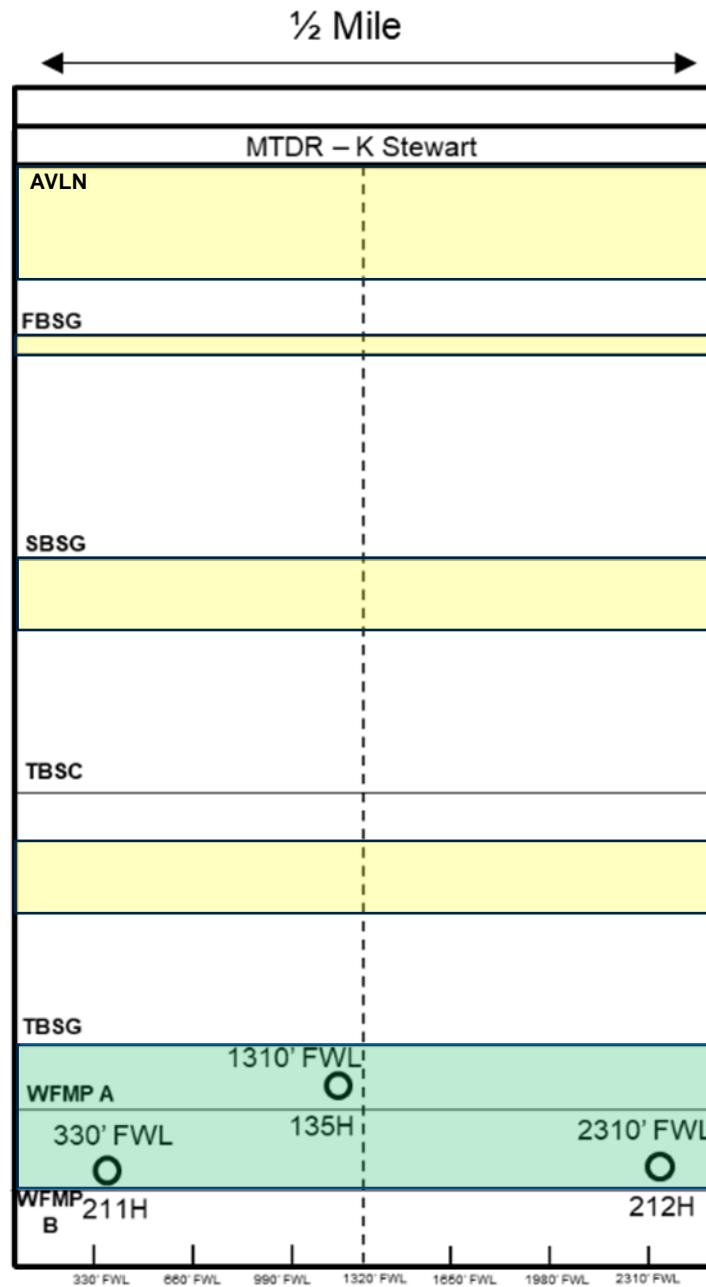 ½ Mile
MTDR – K Stewart
AVLN
FBSG
SBSG
TBSC
TBSG
1310' FWL
WFMP A
135H
330' FWL
2310' FWL
WFMP
B
211H
212H
330' FWL 660' FWL 990' FWL 1320' FWL 1650' FWL 1980' FWL 2310' FWL